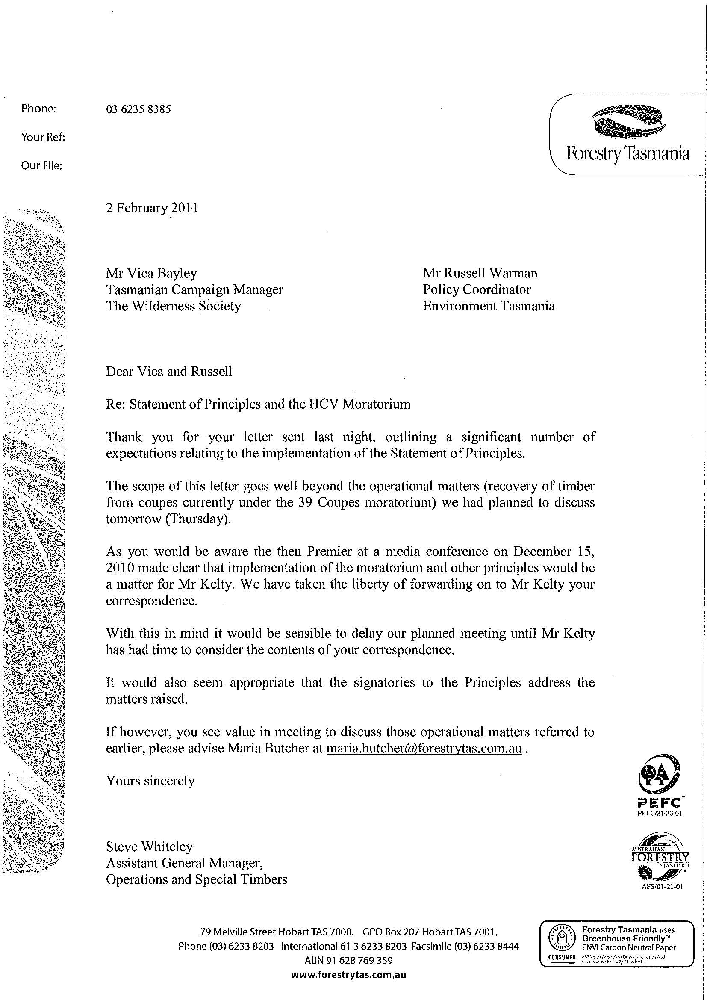 Phone: 03 6235 8385
Your Ref:
Our File:
Forestry Tasmania
2 February 2011
Mr Vica Bayley
Tasmanian Campaign Manager
The Wilderness Society
Mr Russell Warman
Policy Coordinator
Environment Tasmania
Dear Vica and Russell
Re: Statement of Principles and the HCV Moratorium
Thank you for your letter sent last night, outlining a significant number of
expectations relating to the implementation of the Statement of Principles.
The scope of this letter goes well beyond the operational matters (recovery of timber
from coupes currently under the 39 Coupes moratorium) we had planned to discuss
tomorrow (Thursday).
As you would be aware the then Premier at a media conference on December 15,
2010 made clear that implementation of the moratorium and other principles would be
a matter for Mr Kelty. We have taken the liberty of forwarding on to Mr Kelty your
correspondence.
With this in mind it would be sensible to delay our planned meeting until Mr Kelty
has had time to consider the contents of your correspondence.
It would also seem appropriate that the signatories to the Principles address the
matters raised.
If however, you see value in meeting to discuss those operational matters referred to
earlier, please advise Maria Butcher at maria.butcher@forestrytas.com.au .
Yours sincerely
Steve Whiteley
Assistant General Manager,
Operations and Special Timbers
PEFC™
PEFC/21-23-01
AUSTRALIAN
FORESTRY
STANDARD
AFS/01-21-01
79 Melville Street Hobart TAS 7000. GPO Box 207 Hobart TAS 7001.
Phone (03) 6233 8203 International 61 3 6233 8203 Facsimile (03) 6233 8444
ABN 91 628 769 359
www.forestrytas.com.au
CONSUMER
Forestry Tasmania uses
Greenhouse Friendly™
ENVI Carbon Neutral Paper
ENVI is an Australian Government certified
Greenhouse Friendly™ Product.